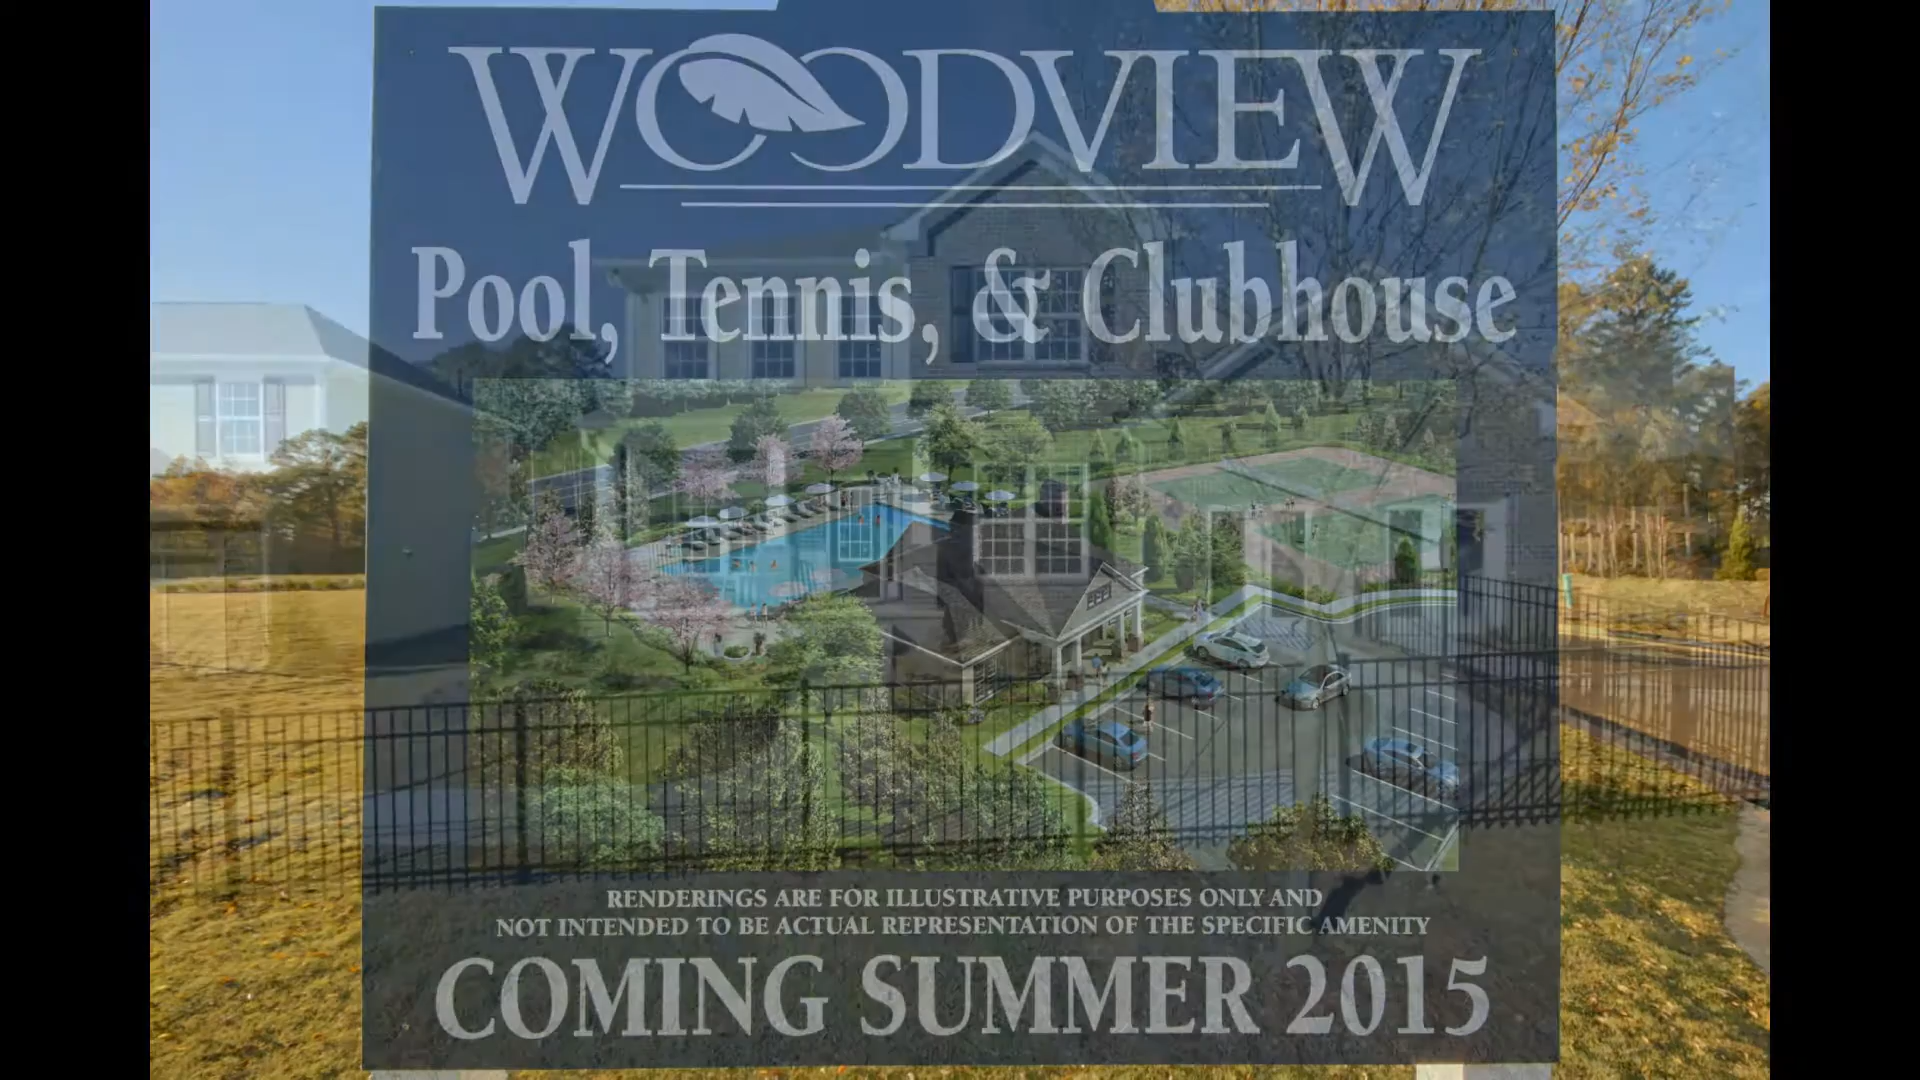 WOODVIEW
Pool, Tennis, & Clubhouse
RENDERINGS ARE FOR ILLUSTRATIVE PURPOSES ONLY AND
NOT INTENDED TO BE ACTUAL REPRESENTATION OF THE SPECIFIC AMENITY
COMING SUMMER 2015